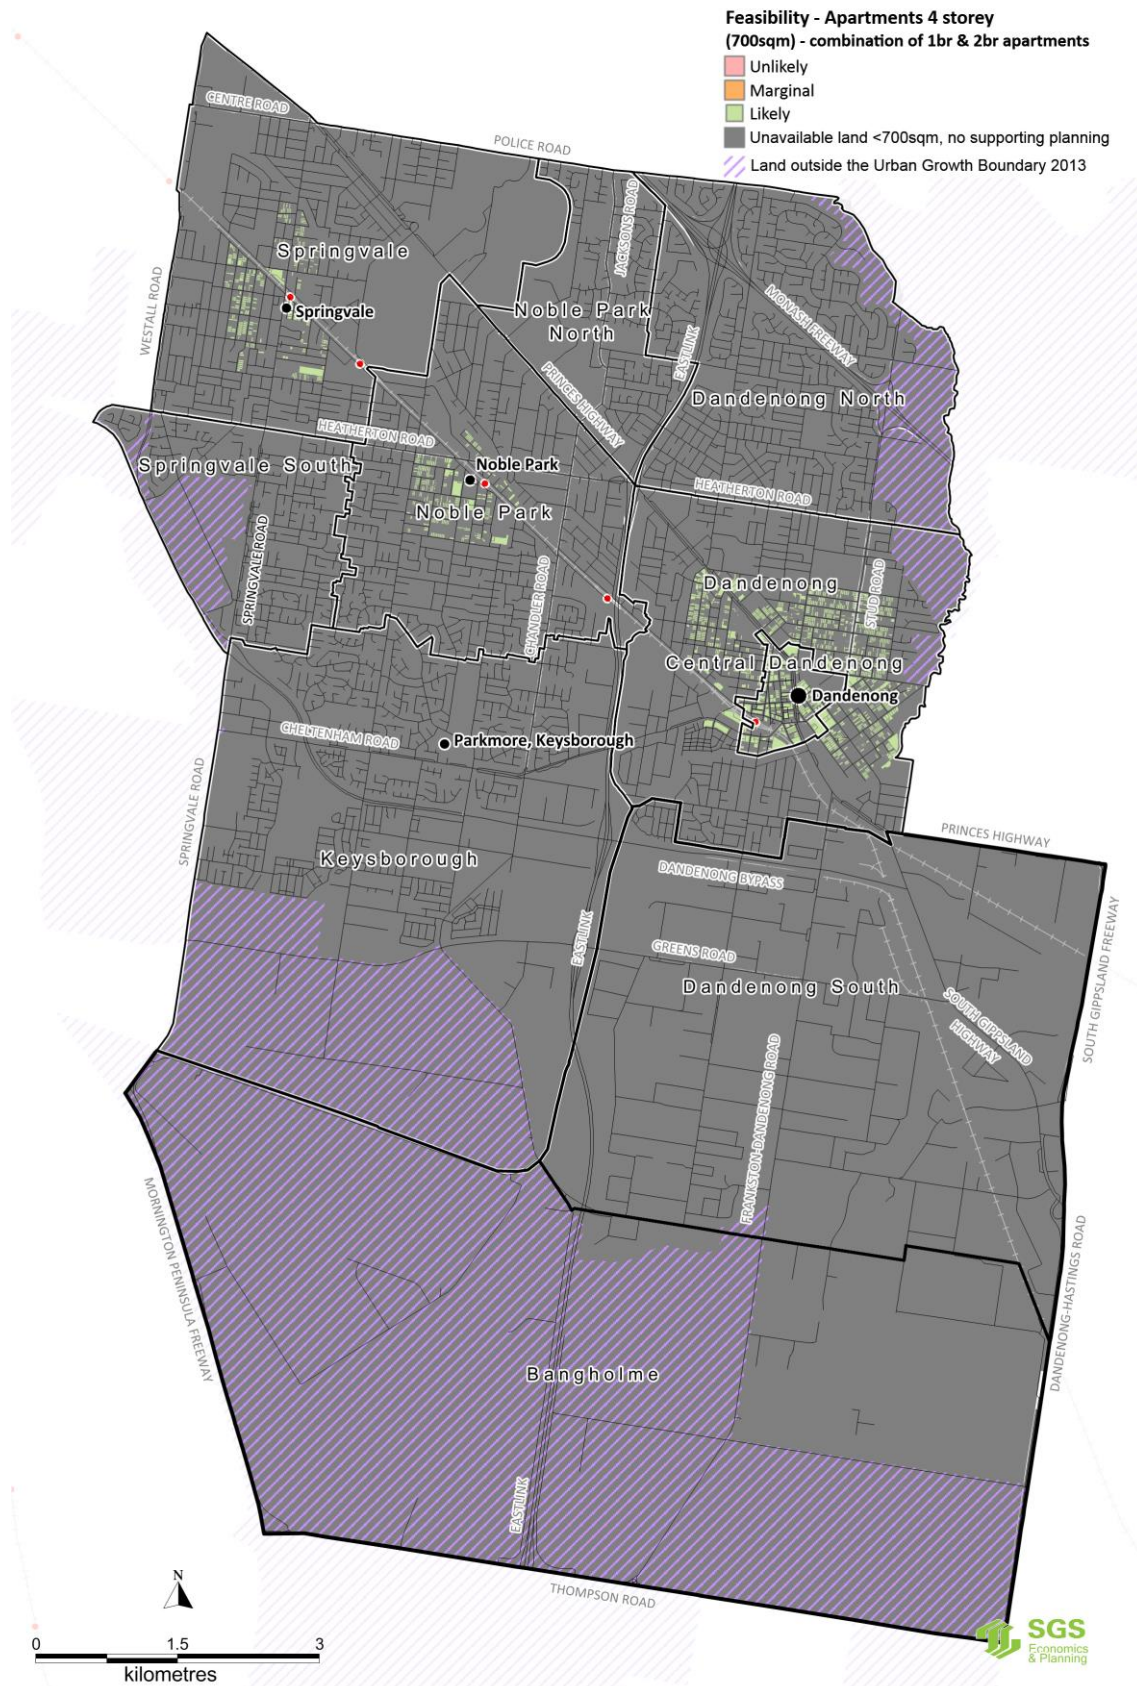 Feasibility - Apartments 4 storey
(700sqm) - combination of 1br & 2br apartments
Unlikely
Marginal
Likely
Unavailable land <700sqm, no supporting planning
Land outside the Urban Growth Boundary 2013
CENTRE ROAD
POLICE ROAD
JACKSONS ROAD
Springvale
WESTALL ROAD
Springvale
Noble Park
North
MONASH FREEWAY
EASTLINK
PRINCES HIGHWAY
Dandenong North
HEATHERTON ROAD
Springvale South
Noble Park
HEATHERTON ROAD
Noble Park
SPRINGVALE ROAD
CHANDLER ROAD
Dandenong
STUD ROAD
Central Dandenong
Dandenong
CHELTENHAM ROAD
Parkmore, Keysborough
SPRINGVALE ROAD
PRINCES HIGHWAY
Keysborough
DANDENONG BYPASS
EASTLINK
GREENS ROAD
SOUTH GIPPSLAND FREEWAY
Dandenong South
SOUTH GIPPSLAND
HIGHWAY
FRANKSTON-DANDENONG ROAD
MORNINGTON PENINSULA FREEWAY
DANDENONG-HASTINGS ROAD
Bangholme
EASTLINK
THOMPSON ROAD
N
0 1.5 3
kilometres
SGS
Economics
& Planning